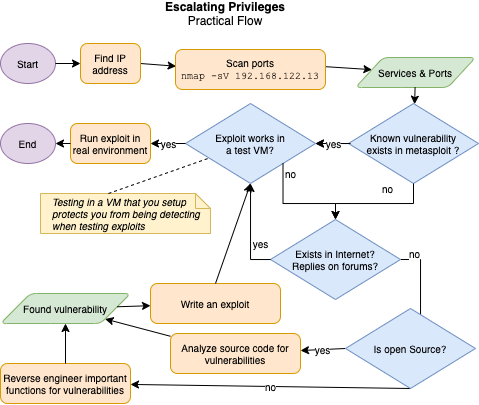 Escalating Privileges
Practical Flow
Start
Find IP
address
Scan ports
nmap -sV 192.168.122.13
Services & Ports
End
Run exploit in
real environment
yes
Exploit works in
a test VM?
yes
Known vulnerability
exists in metasploit ?
no
no
Testing in a VM that you setup
protects you from being detecting
when testing exploits
yes
Exists in Internet?
Replies on forums?
no
Found vulnerability
Write an exploit
Analyze source code for
vulnerabilities
yes
Is open Source?
Reverse engineer important
functions for vulnerabilities
no